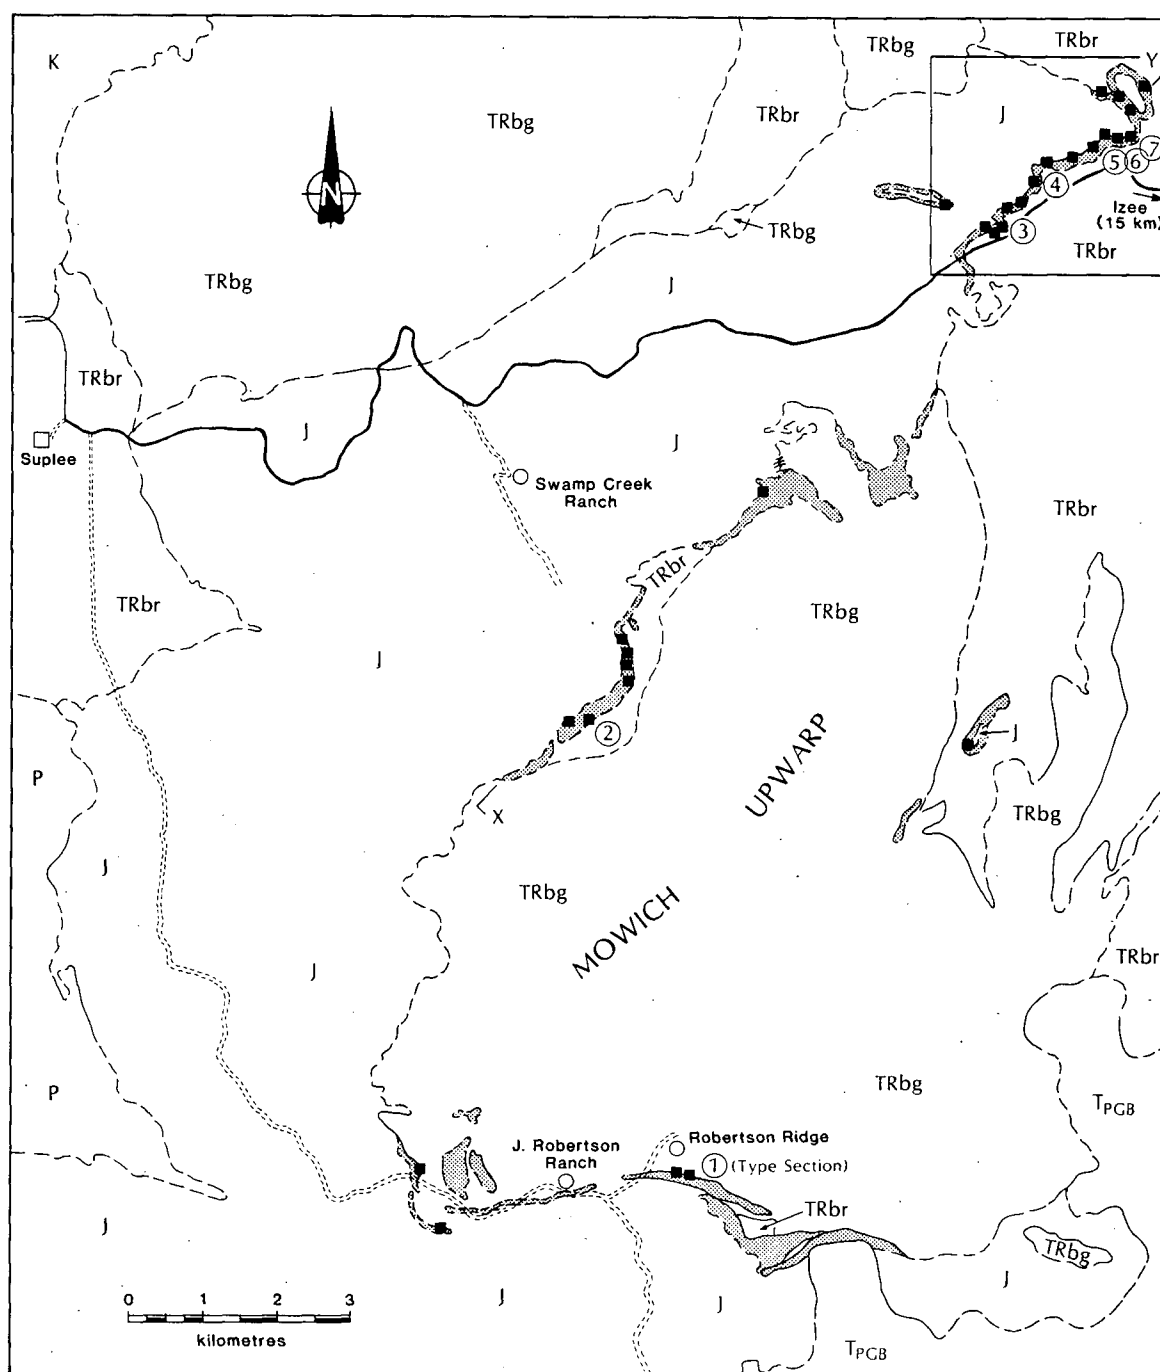 K
TRbg
TRbr
Y
TRbg
TRbr
J
N
⑤
⑥
⑦
④
Izee
(15 km)
③
TRbg
TRbr
TRbg
J
TRbr
J
J
Suplee
Swamp Creek
Ranch
TRbr
TRbr
TRbr
TRbg
J
②
UPWARP
J
P
X
TRbg
J
TRbg
MOWICH
TRbr
J
TRbg
P
TPGB
Robertson Ridge
J. Robertson
Ranch
① (Type Section)
TRbr
J
TRbg
J
J
J
0 1 2 3
kilometres
TPGB